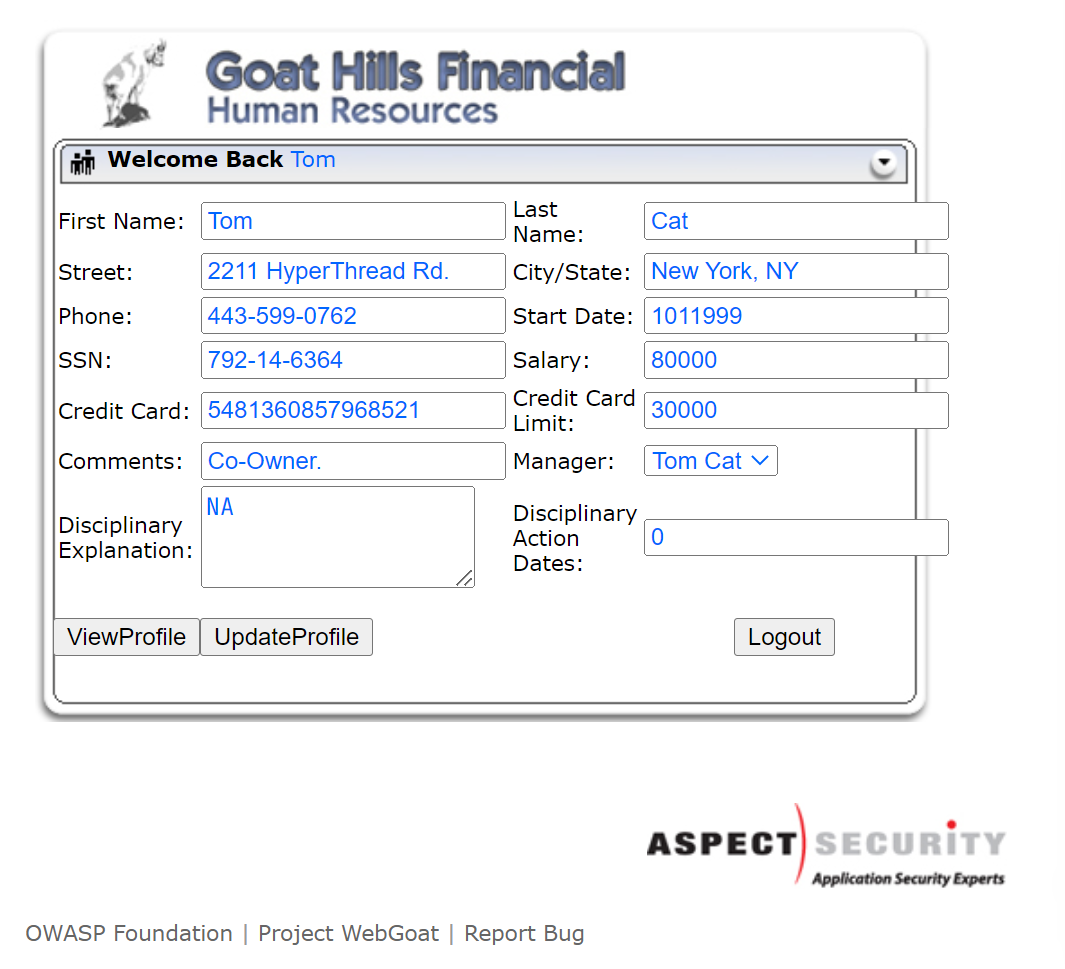 Goat Hills Financial
Human Resources
Welcome Back Tom
First Name: Tom Last Name: Cat
Street: 2211 HyperThread Rd. City/State: New York, NY
Phone: 443-599-0762 Start Date: 1011999
SSN: 792-14-6364 Salary: 80000
Credit Card: 5481360857968521 Credit Card Limit: 30000
Comments: Co-Owner. Manager: Tom Cat
Disciplinary Explanation: NA Disciplinary Action Dates: 0
ViewProfile UpdateProfile Logout
ASPECT SECURITY
Application Security Experts
OWASP Foundation | Project WebGoat | Report Bug